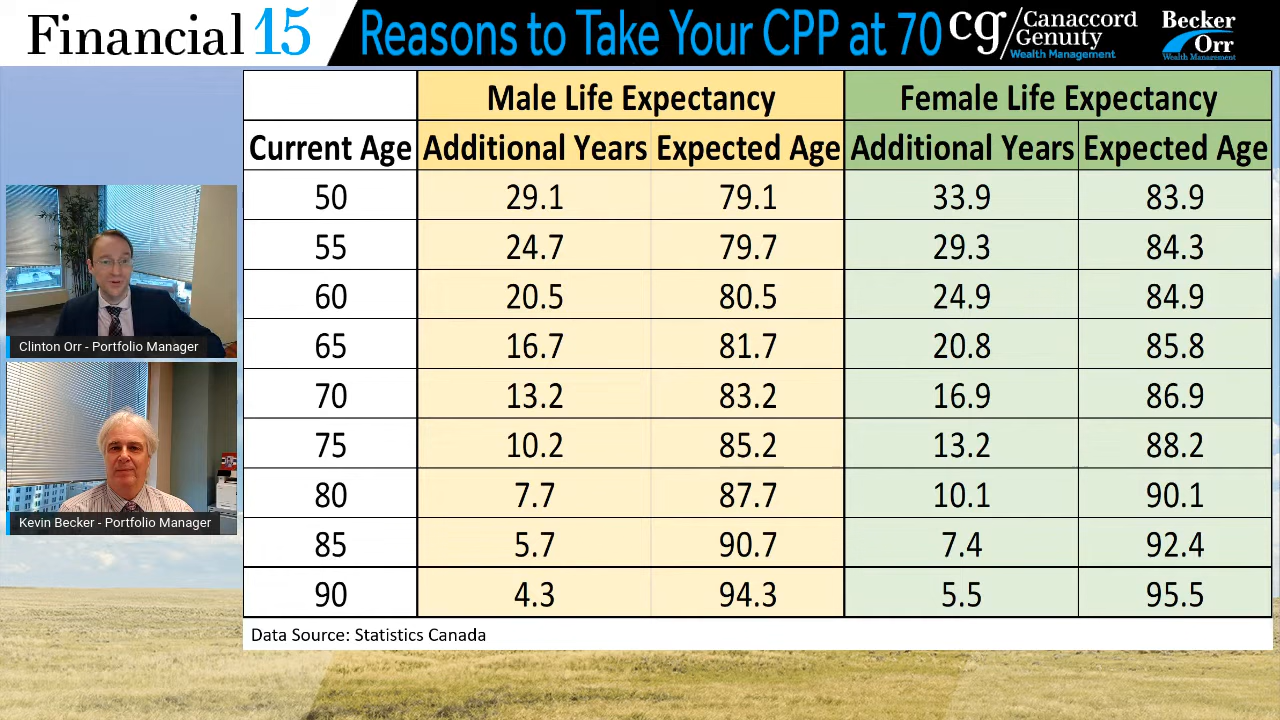 Financial 15
Reasons to Take Your CPP at 70
cg/Canaccord
Genuity
Wealth Management
Becker
Orr
Wealth Management
Male Life Expectancy Female Life Expectancy
Current Age Additional Years Expected Age Additional Years Expected Age
50 29.1 79.1 33.9 83.9
55 24.7 79.7 29.3 84.3
60 20.5 80.5 24.9 84.9
65 16.7 81.7 20.8 85.8
70 13.2 83.2 16.9 86.9
75 10.2 85.2 13.2 88.2
80 7.7 87.7 10.1 90.1
85 5.7 90.7 7.4 92.4
90 4.3 94.3 5.5 95.5
Data Source: Statistics Canada
Clinton Orr - Portfolio Manager
Kevin Becker - Portfolio Manager